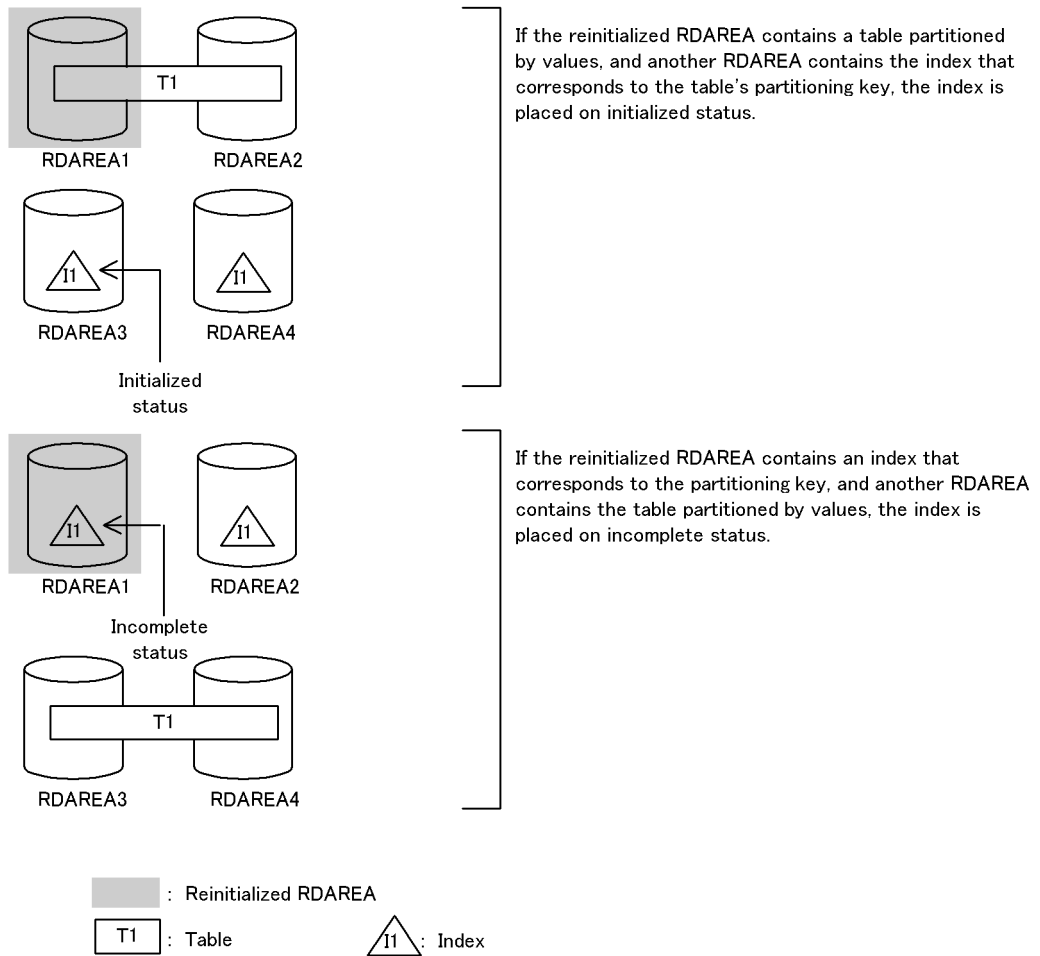 T1
RDAREA1
RDAREA2
If the reinitialized RDAREA contains a table partitioned
by values, and another RDAREA contains the index that
corresponds to the table's partitioning key, the index is
placed on initialized status.
I1
I1
RDAREA3
RDAREA4
Initialized
status
I1
I1
RDAREA1
RDAREA2
If the reinitialized RDAREA contains an index that
corresponds to the partitioning key, and another RDAREA
contains the table partitioned by values, the index is
placed on incomplete status.
Incomplete
status
T1
RDAREA3
RDAREA4
: Reinitialized RDAREA
T1 : Table
I1 : Index